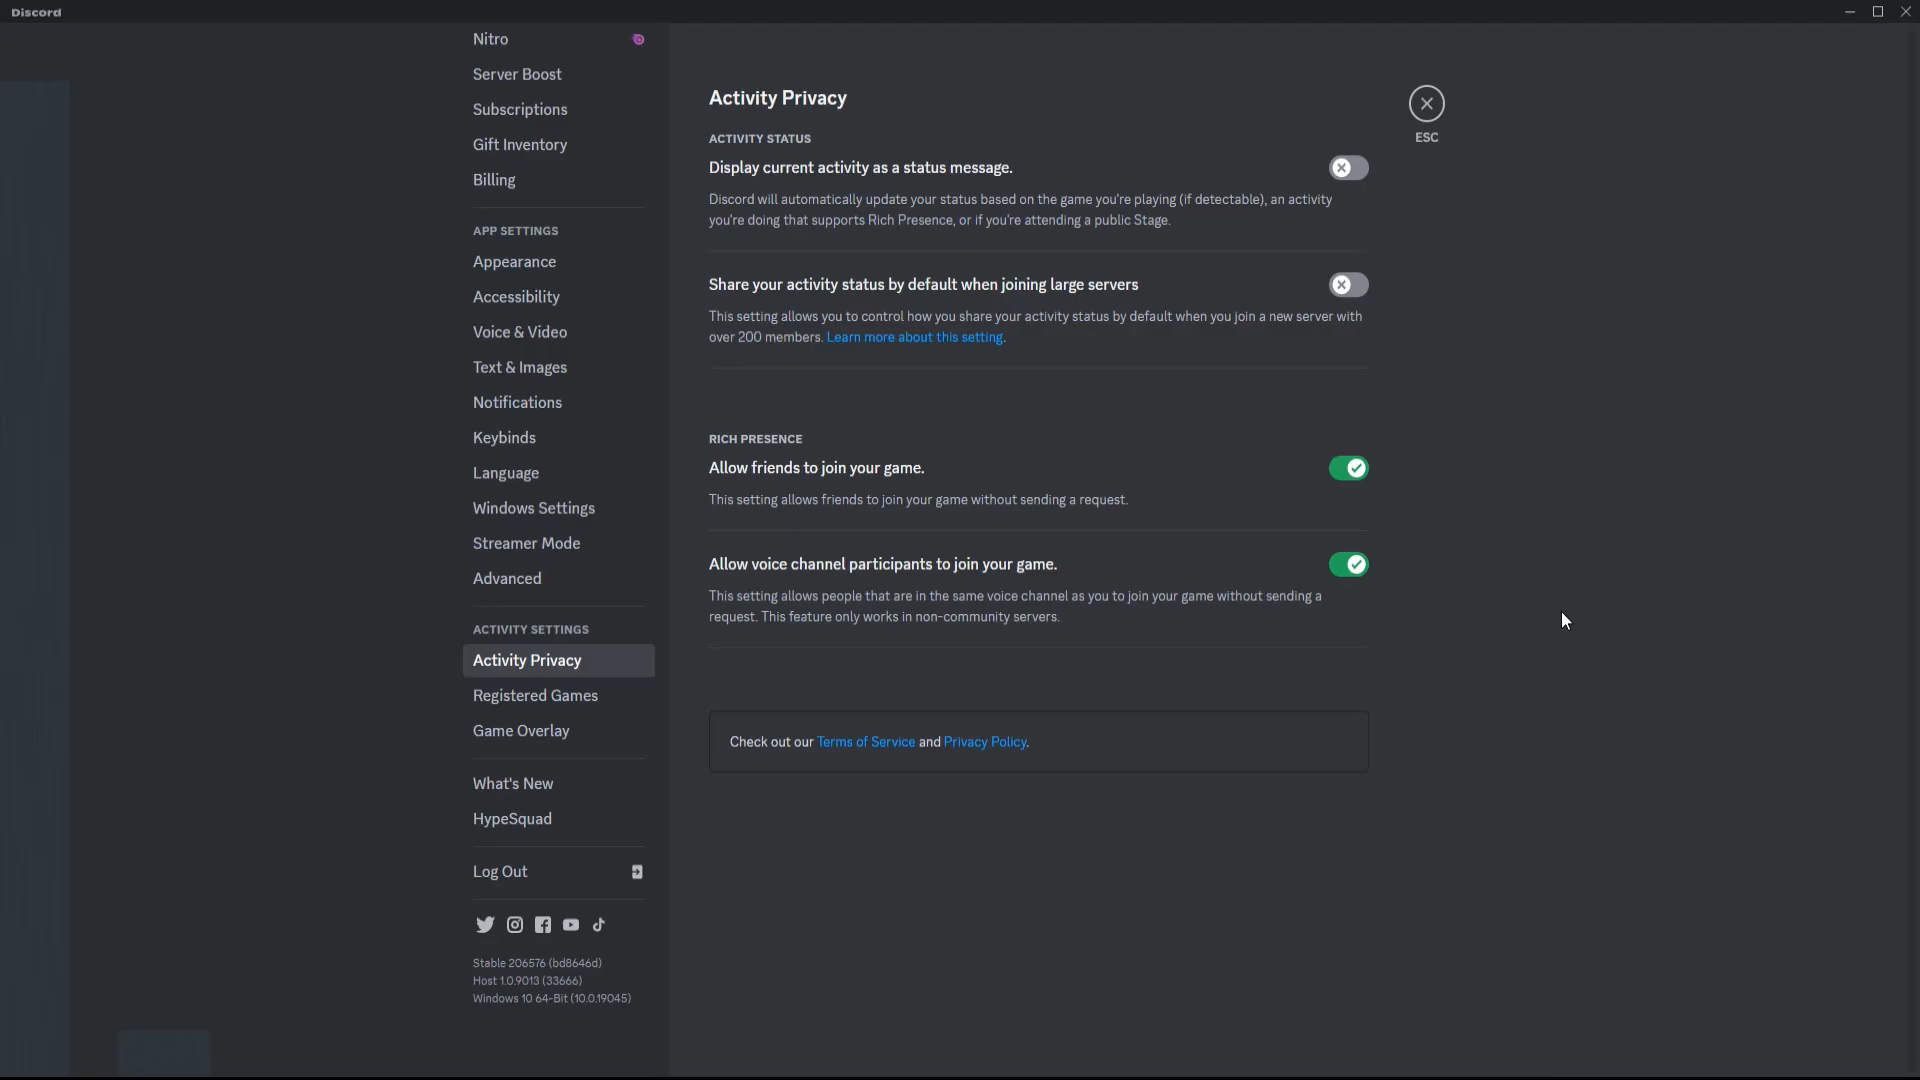 Discord
Nitro
Server Boost
Subscriptions
Gift Inventory
Billing
APP SETTINGS
Appearance
Accessibility
Voice & Video
Text & Images
Notifications
Keybinds
Language
Windows Settings
Streamer Mode
Advanced
ACTIVITY SETTINGS
Activity Privacy
Registered Games
Game Overlay
What's New
HypeSquad
Log Out
Stable 206576 (bd8646d)
Host 1.0.9013 (33666)
Windows 10 64-Bit (10.0.19045)
Activity Privacy
ESC
ACTIVITY STATUS
Display current activity as a status message.
Discord will automatically update your status based on the game you're playing (if detectable), an activity
you're doing that supports Rich Presence, or if you're attending a public Stage.
Share your activity status by default when joining large servers
This setting allows you to control how you share your activity status by default when you join a new server with
over 200 members. Learn more about this setting.
RICH PRESENCE
Allow friends to join your game.
This setting allows friends to join your game without sending a request.
Allow voice channel participants to join your game.
This setting allows people that are in the same voice channel as you to join your game without sending a
request. This feature only works in non-community servers.
Check out our Terms of Service and Privacy Policy.